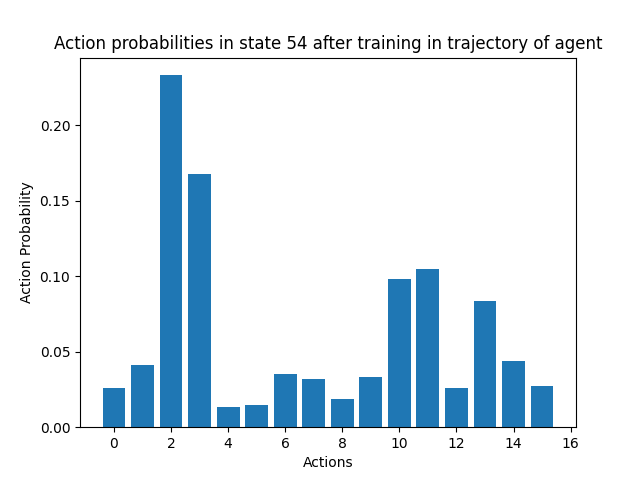 Action probabilities in state 54 after training in trajectory of agent
0.20
0.15
0.10
0.05
0.00
Action Probability
0 2 4 6 8 10 12 14 16
Actions